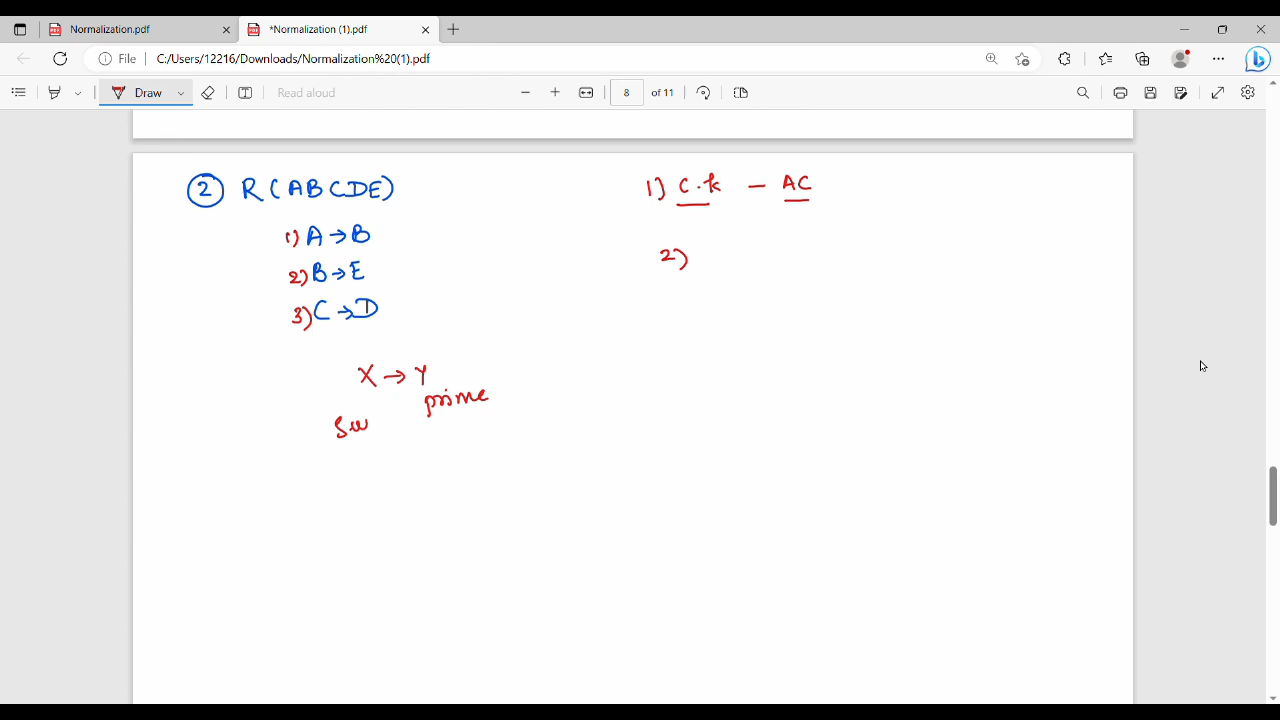 Normalization.pdf
*Normalization (1).pdf
File C:/Users/12216/Downloads/Normalization%20(1).pdf
Draw Read aloud 8 of 11
② R(ABCDE)
1) A→B
2) B→E
3) C→D
X→Y
prime
Su
1) C.k – AC
2)